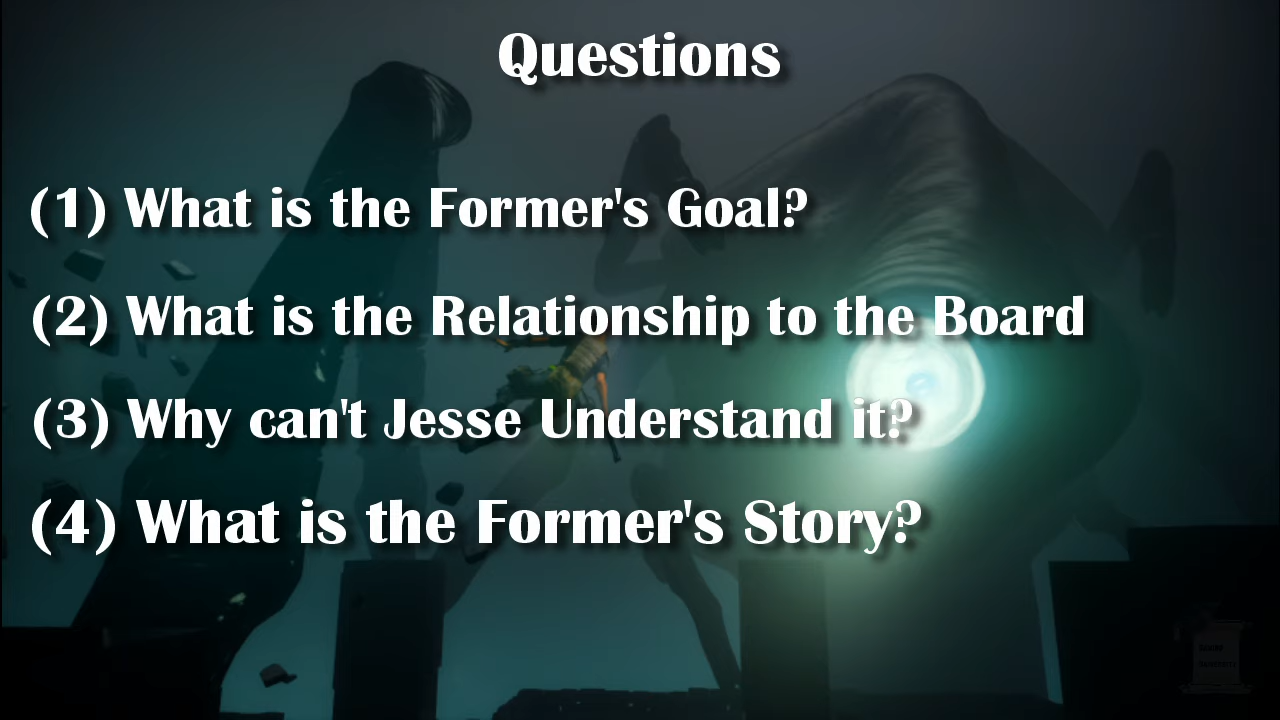 Questions
(1) What is the Former's Goal?
(2) What is the Relationship to the Board
(3) Why can't Jesse Understand it?
(4) What is the Former's Story?